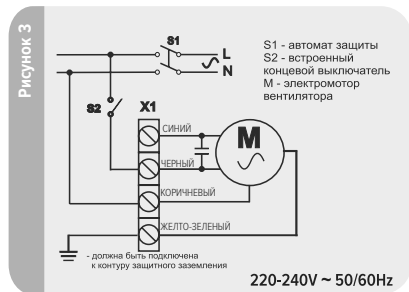 Рисунок 3
S1
L
N
S1 - автомат защиты
S2 - встроенный
концевой выключатель
М - электромотор
вентилятора
S2
X1
СИНИЙ
M
ЧЕРНЫЙ
КОРИЧНЕВЫЙ
ЖЕЛТО-ЗЕЛЕНЫЙ
- должна быть подключена
к контуру защитного заземления
220-240V ~ 50/60Hz